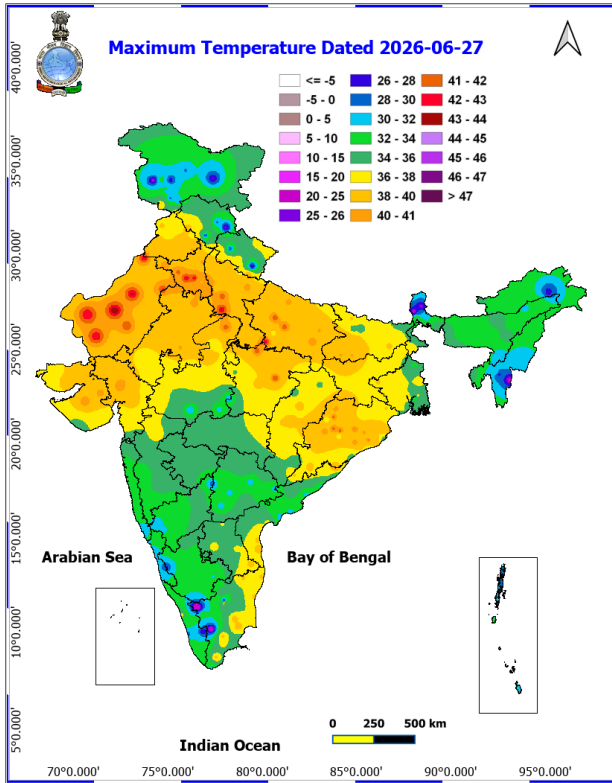 Maximum Temperature Dated 2026-06-27
<= -5
-5 - 0
0 - 5
5 - 10
10 - 15
15 - 20
20 - 25
25 - 26
26 - 28
28 - 30
30 - 32
32 - 34
34 - 36
36 - 38
38 - 40
40 - 41
41 - 42
42 - 43
43 - 44
44 - 45
45 - 46
46 - 47
> 47
40°0.000'
35°0.000'
30°0.000'
25°0.000'
20°0.000'
15°0.000'
10°0.000'
5°0.000'
Arabian Sea
Bay of Bengal
Indian Ocean
0 250 500 km
70°0.000' 75°0.000' 80°0.000' 85°0.000' 90°0.000' 95°0.000'